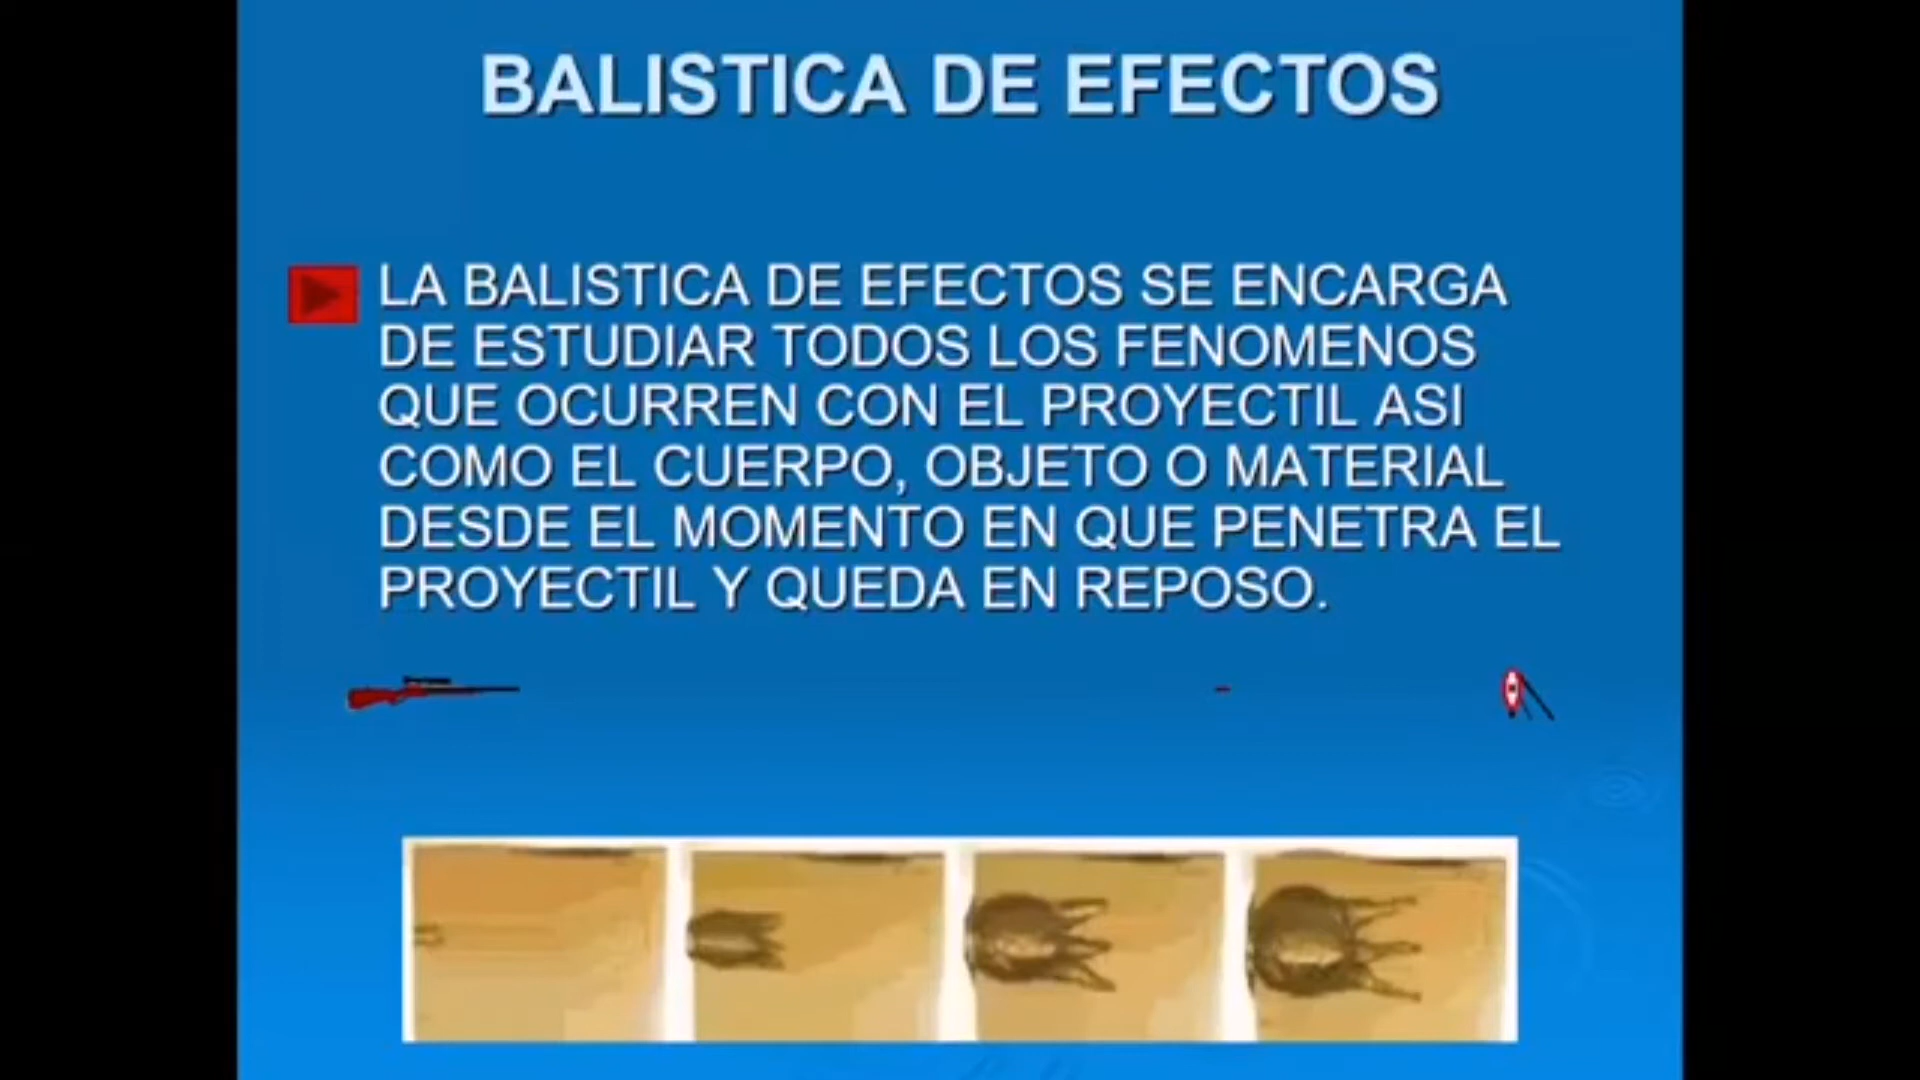 BALISTICA DE EFECTOS
LA BALISTICA DE EFECTOS SE ENCARGA
DE ESTUDIAR TODOS LOS FENOMENOS
QUE OCURREN CON EL PROYECTIL ASI
COMO EL CUERPO, OBJETO O MATERIAL
DESDE EL MOMENTO EN QUE PENETRA EL
PROYECTIL Y QUEDA EN REPOSO.